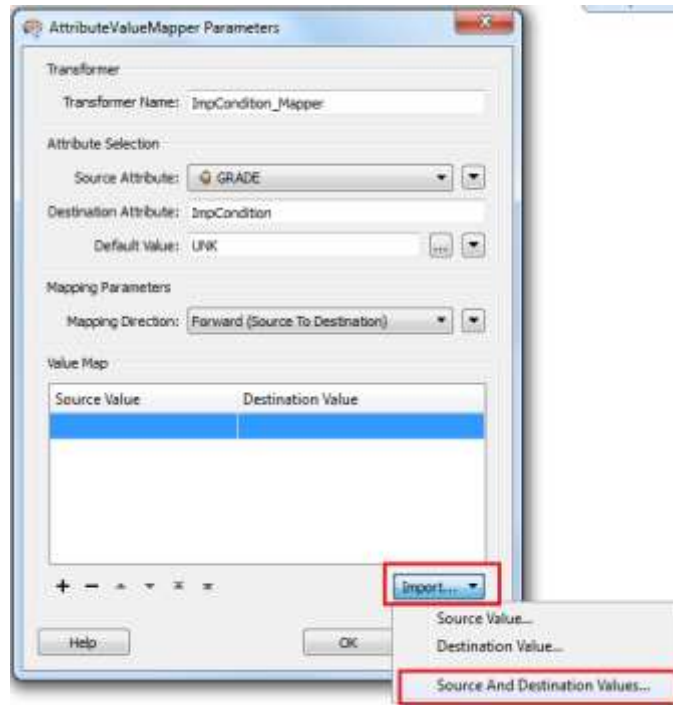 AttributeValueMapper Parameters
Transformer
Transformer Name: ImpCondition_Mapper
Attribute Selection
Source Attribute: GRADE
Destination Attribute: ImpCondition
Default Value: UNK ...
Mapping Parameters
Mapping Direction: Forward (Source To Destination)
Value Map
Source Value Destination Value
Import...
Help OK
Source Value...
Destination Value...
Source And Destination Values...